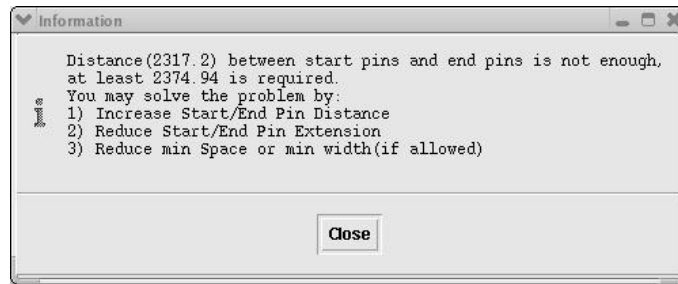 Information
Distance(2317.2) between start pins and end pins is not enough,
at least 2374.94 is required.
You may solve the problem by:
1) Increase Start/End Pin Distance
2) Reduce Start/End Pin Extension
3) Reduce min Space or min width(if allowed)
Close